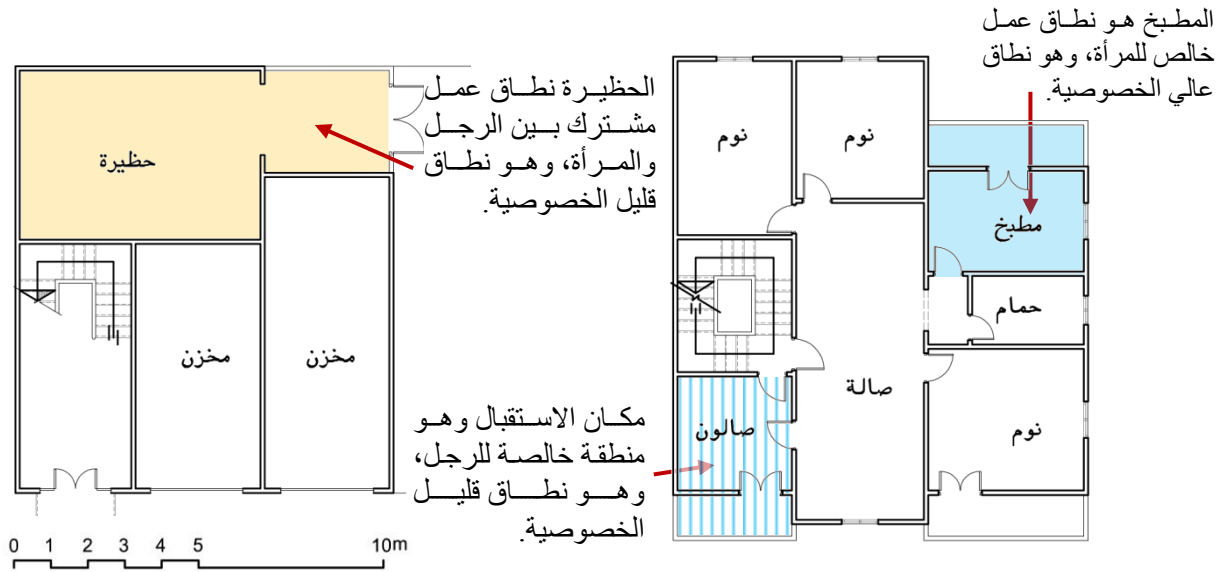 المطبخ هو نطاق عمل
خالص للمرأة، وهو نطاق
عالي الخصوصية.
الحظيرة نطاق عمل
مشترك بين الرجل
والمرأة، وهو نطاق
قليل الخصوصية.
مكان الاستقبال وهو
منطقة خالصة للرجل،
وهو نطاق قليل
الخصوصية.
نوم
نوم
مطبخ
حمام
صالة
صالون
نوم
حظيرة
مخزن
مخزن
0 1 2 3 4 5 10m